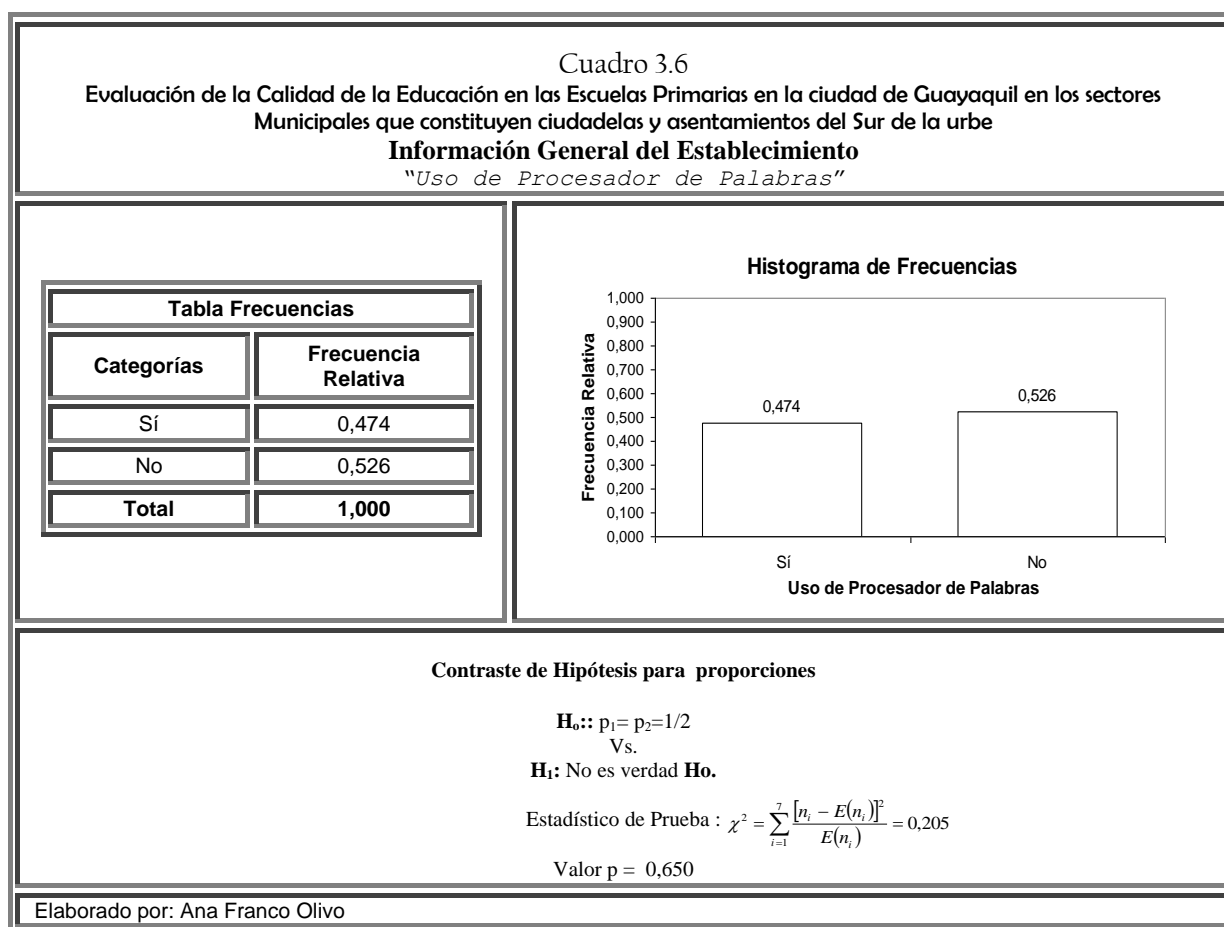 Cuadro 3.6
Evaluación de la Calidad de la Educación en las Escuelas Primarias en la ciudad de Guayaquil en los sectores
Municipales que constituyen ciudadelas y asentamientos del Sur de la urbe
Información General del Establecimiento
“Uso de Procesador de Palabras”
Tabla Frecuencias
Categorías Frecuencia Relativa
Sí 0,474
No 0,526
Total 1,000
Histograma de Frecuencias
Frecuencia Relativa
1,000
0,900
0,800
0,700
0,600
0,500
0,400
0,300
0,200
0,100
0,000
0,474
0,526
Sí No
Uso de Procesador de Palabras
Contraste de Hipótesis para proporciones
Ho:: p1= p2=1/2
Vs.
H1: No es verdad Ho.
Estadístico de Prueba : χ² = ∑ i=1 7 [ni − E(ni)]² / E(ni) = 0,205
Valor p = 0,650
Elaborado por: Ana Franco Olivo